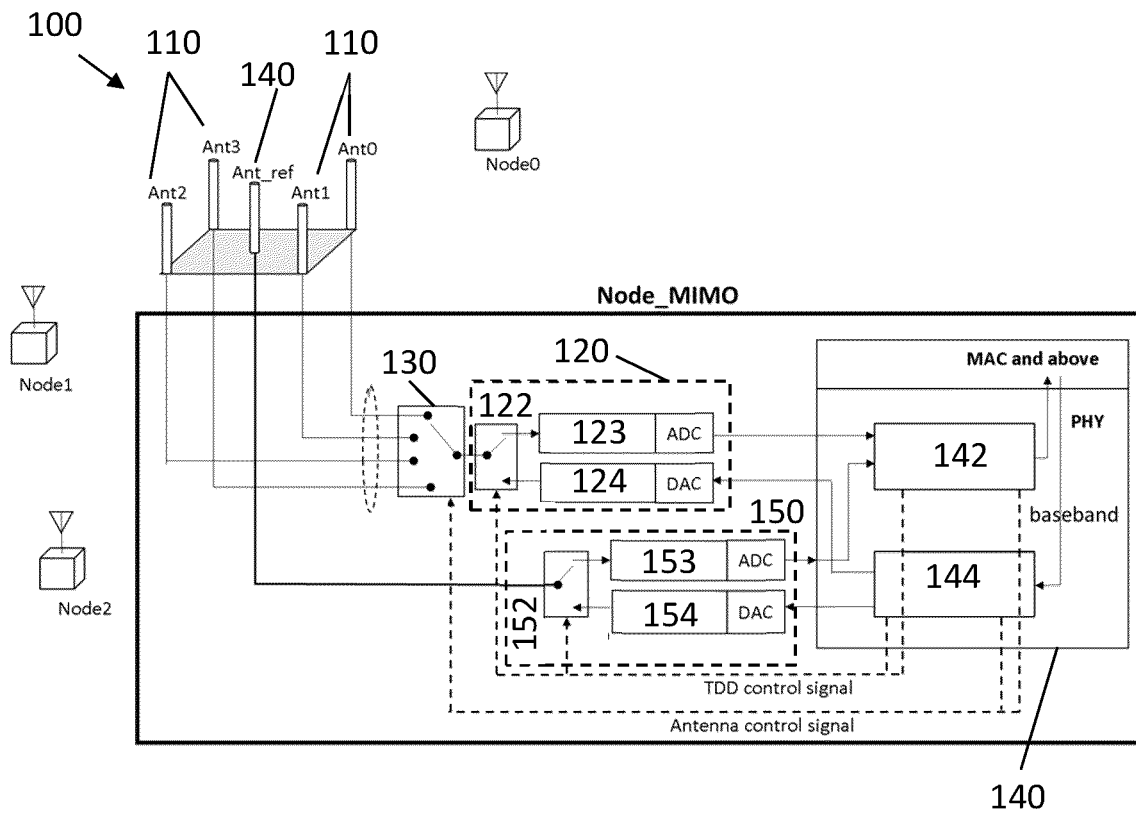 100
110
140
110
Ant3
Ant0
Ant_ref
Ant2
Ant1
Node0
Node_MIMO
Node1
120
130
MAC and above
122
123
ADC
PHY
142
124
DAC
150
baseband
153
ADC
144
152
154
DAC
Node2
TDD control signal
Antenna control signal
140